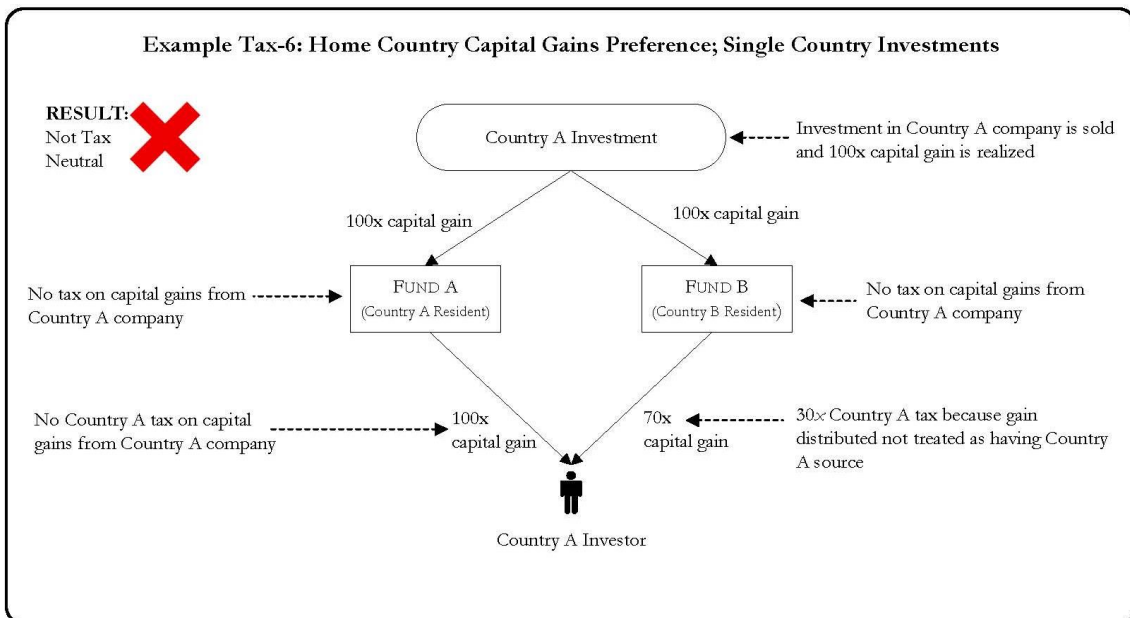 Example Tax-6: Home Country Capital Gains Preference; Single Country Investments
RESULT:
Not Tax
Neutral
Country A Investment
Investment in Country A company is sold
and 100x capital gain is realized
100x capital gain
100x capital gain
No tax on capital gains from
Country A company
FUND A
(Country A Resident)
FUND B
(Country B Resident)
No tax on capital gains from
Country A company
No Country A tax on capital
gains from Country A company
100x
capital gain
70x
capital gain
30x Country A tax because gain
distributed not treated as having Country
A source
Country A Investor